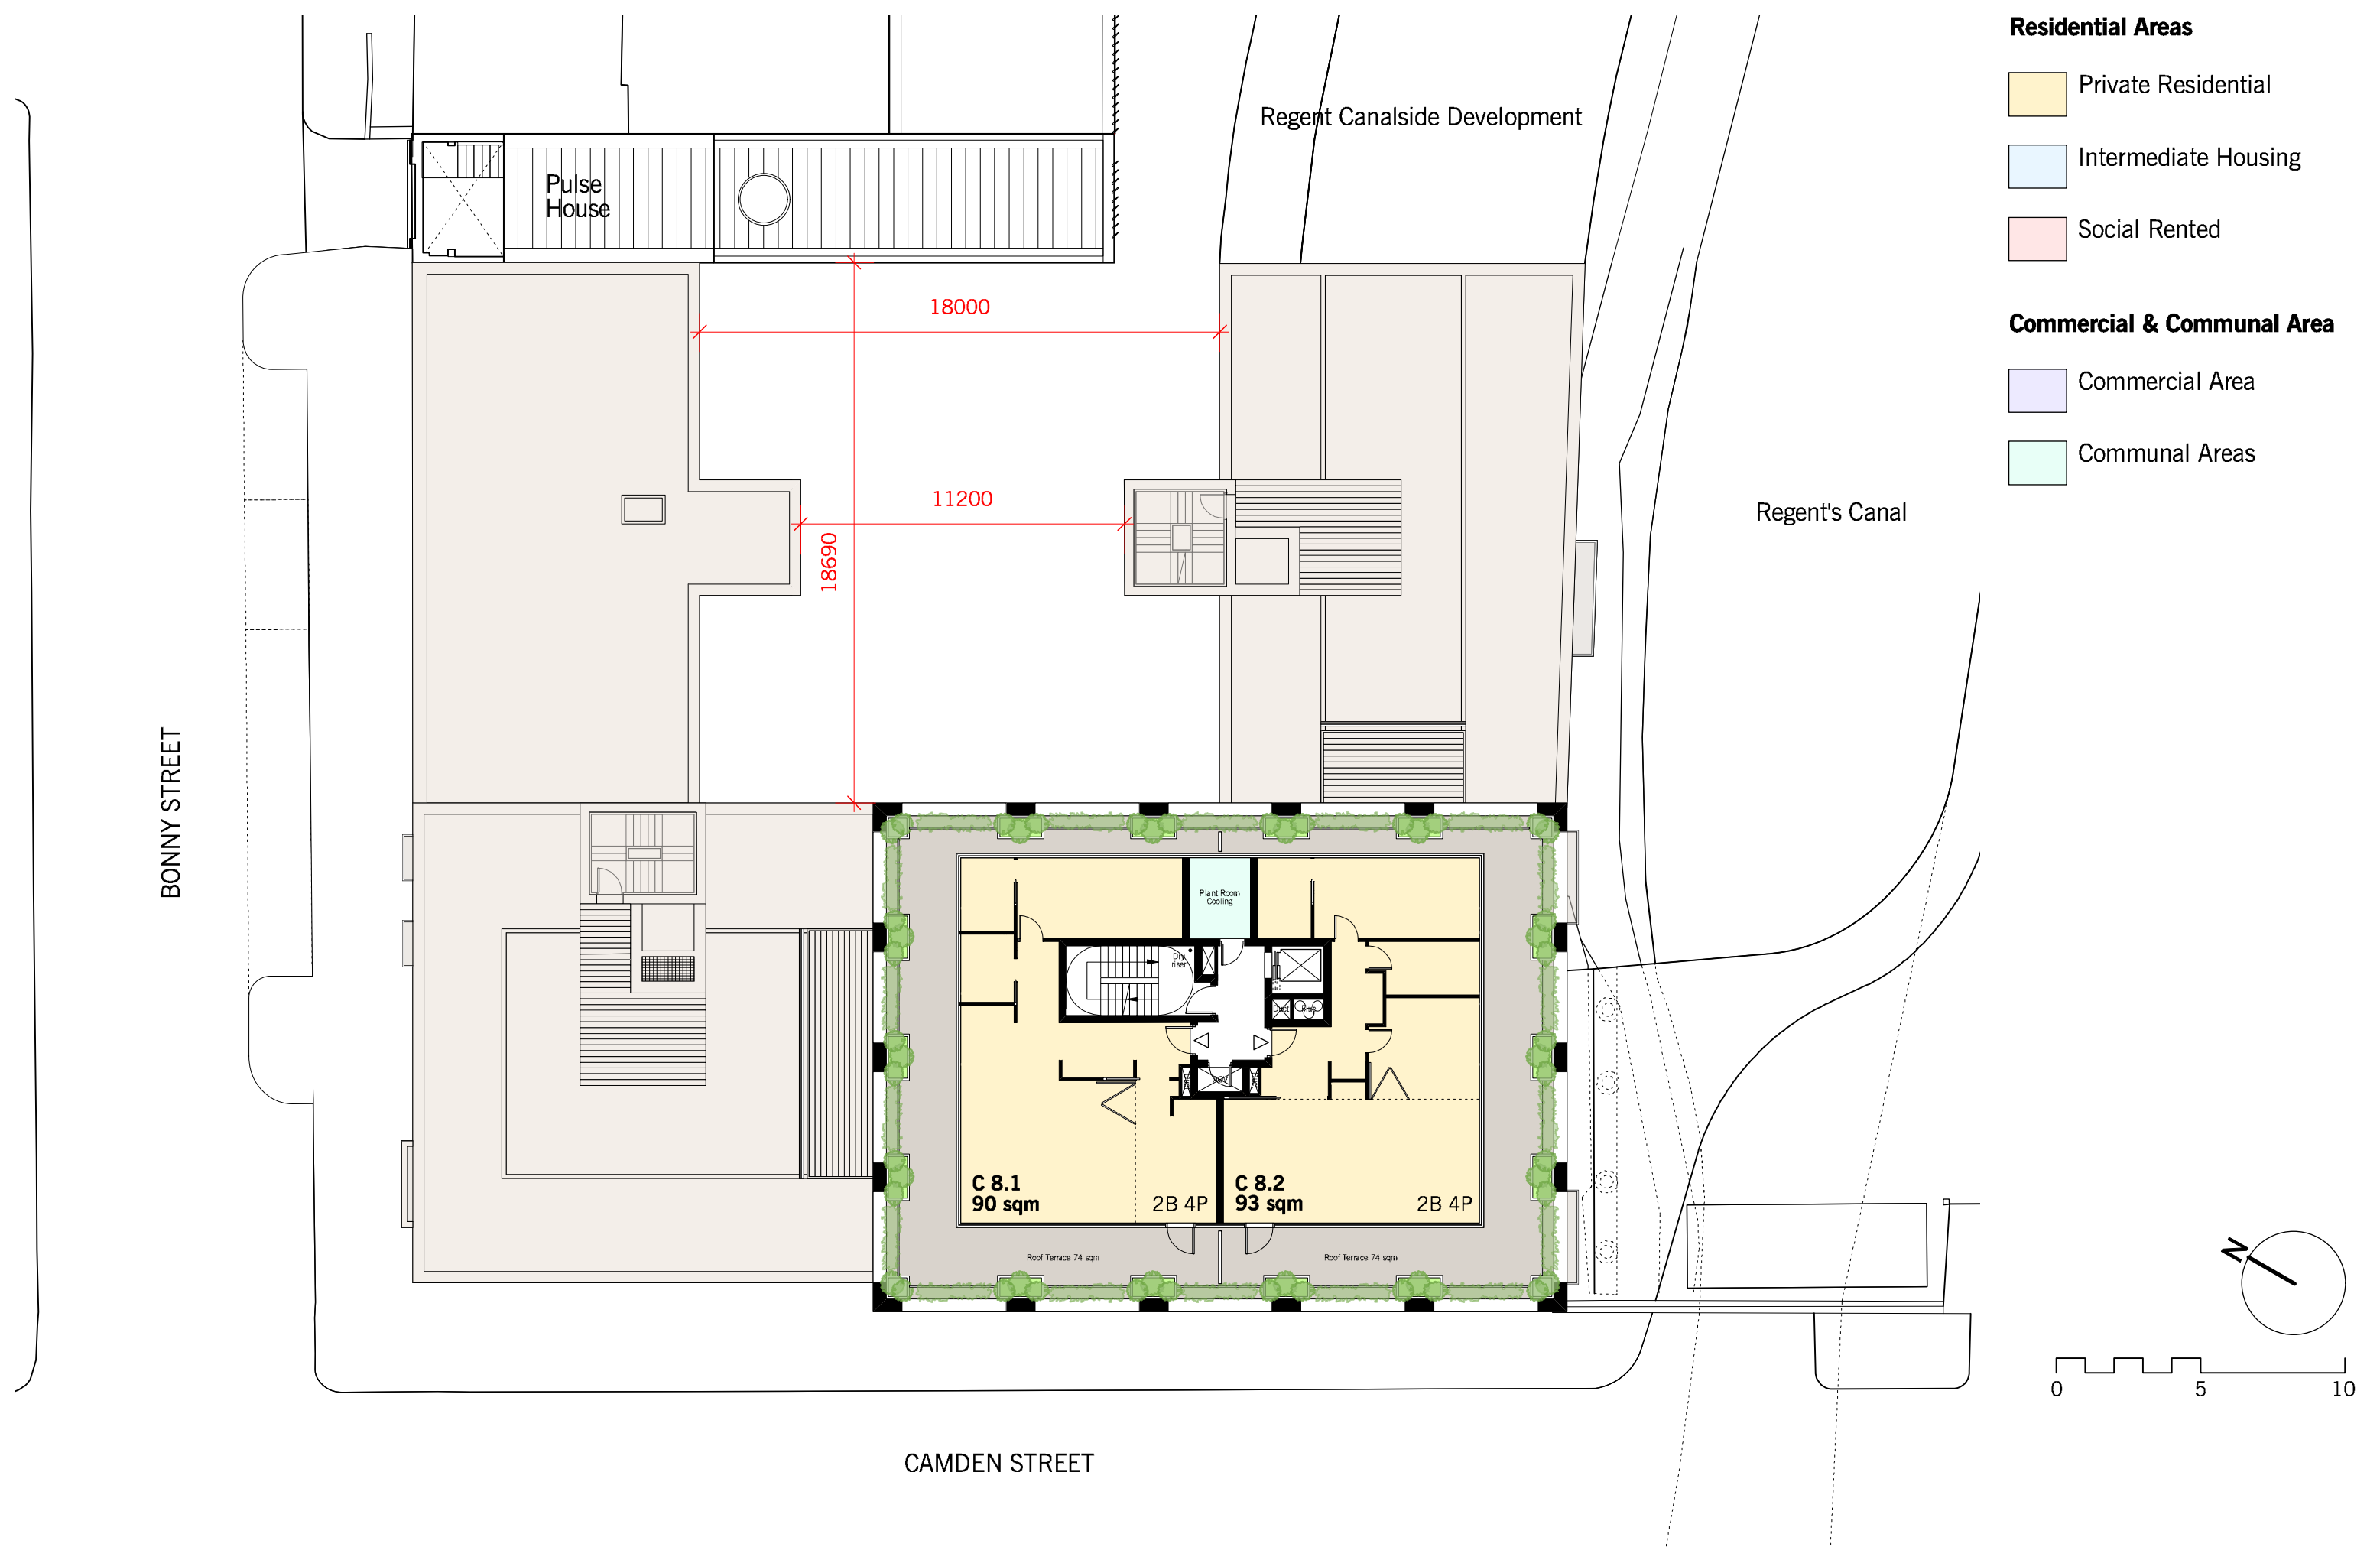 Residential Areas
Private Residential
Regent Canalside Development
Intermediate Housing
Pulse
House
Social Rented
18000
Commercial & Communal Area
Commercial Area
Communal Areas
11200
Regent's Canal
18690
BONNY STREET
Plant Room
Cooling
Dry
riser
C 8.1
90 sqm
2B 4P
C 8.2
93 sqm
2B 4P
Roof Terrace 74 sqm
Roof Terrace 74 sqm
N
0
5
10
CAMDEN STREET